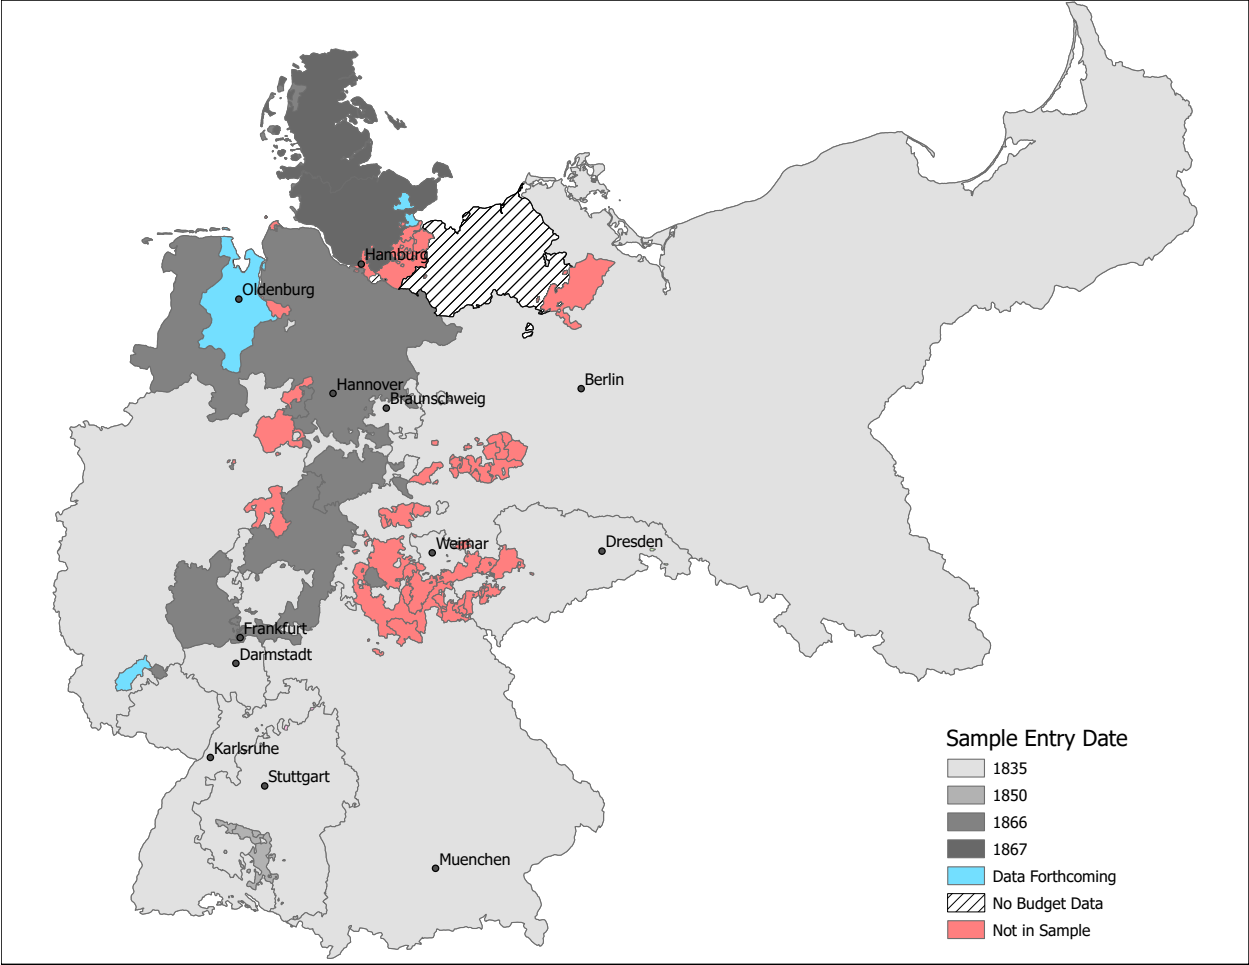 Hamburg
Oldenburg
Hannover
Braunschweig
Berlin
Weimar
Dresden
Frankfurt
Darmstadt
Karlsruhe
Stuttgart
Muenchen
Sample Entry Date
1835
1850
1866
1867
Data Forthcoming
No Budget Data
Not in Sample